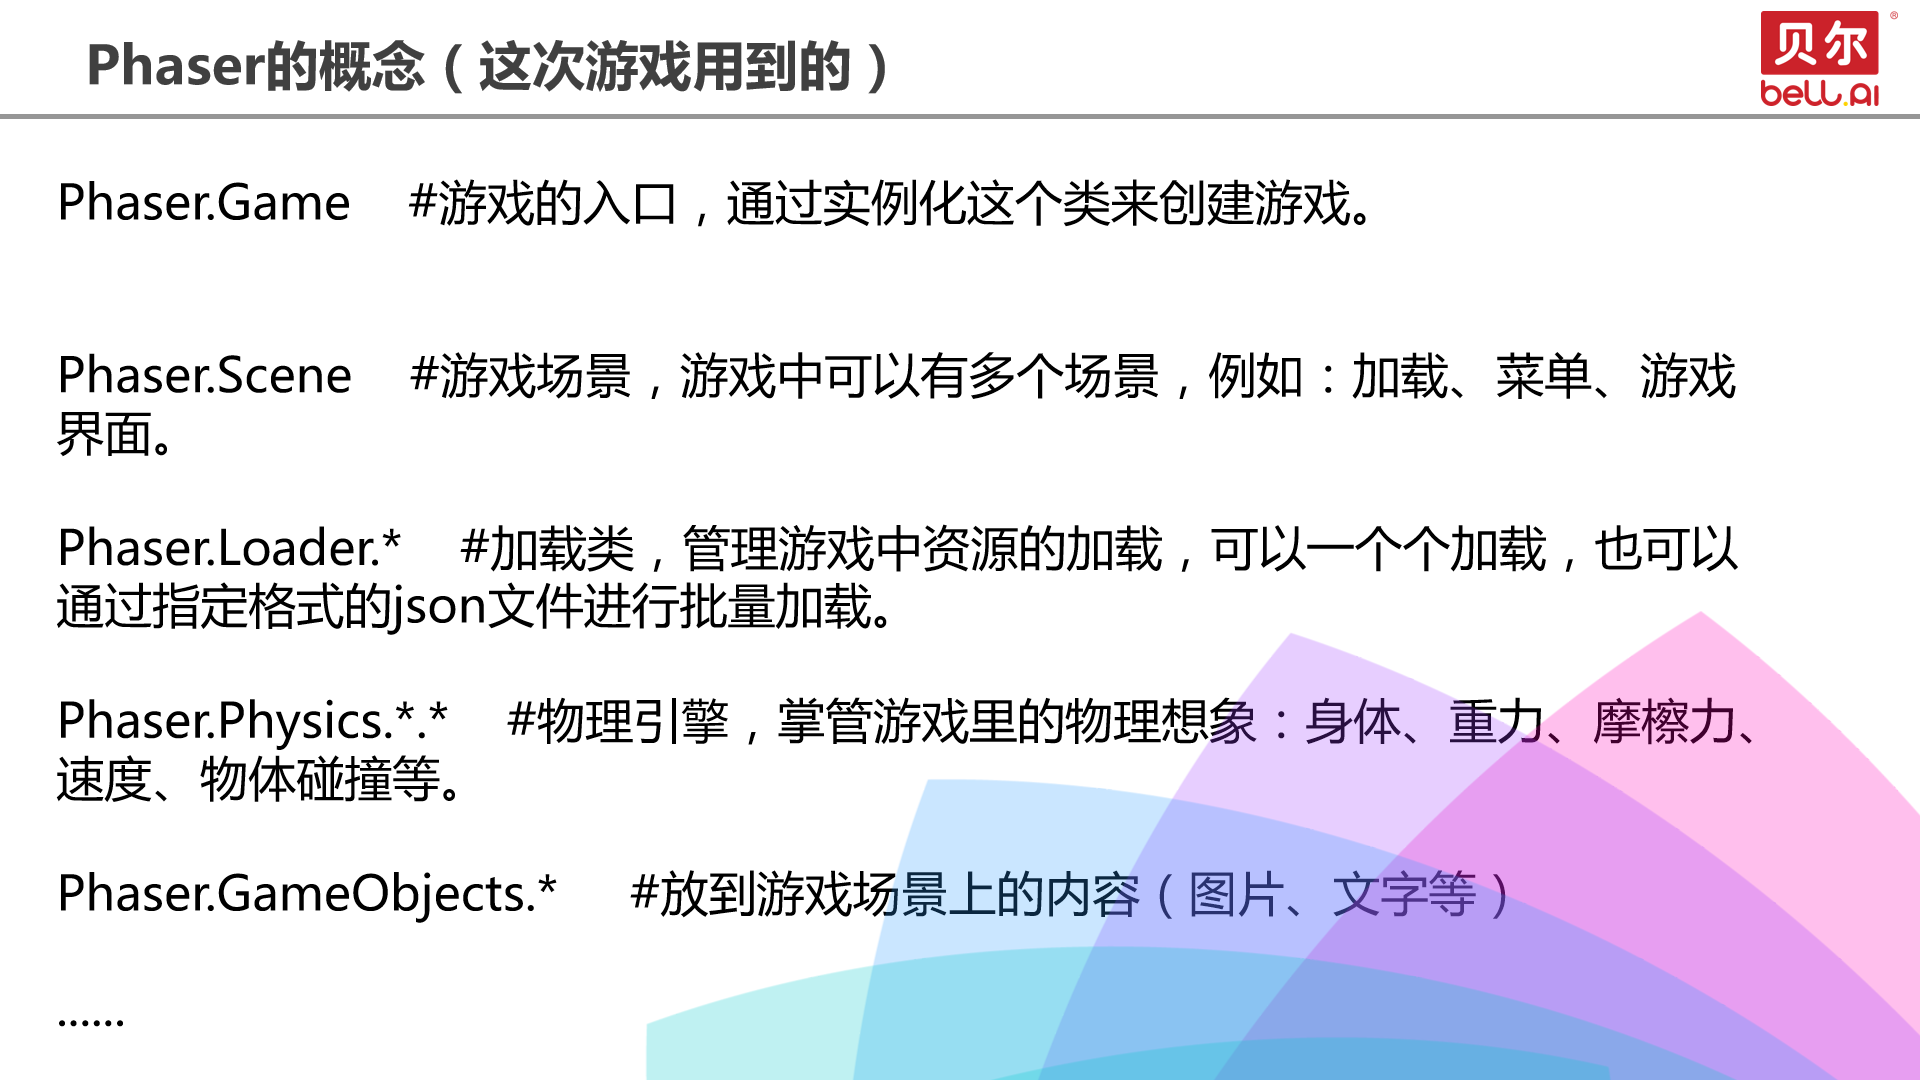 Phaser的概念（这次游戏用到的）
贝尔
®
bell.ai
Phaser.Game #游戏的入口，通过实例化这个类来创建游戏。
Phaser.Scene #游戏场景，游戏中可以有多个场景，例如：加载、菜单、游戏
界面。
Phaser.Loader.* #加载类，管理游戏中资源的加载，可以一个个加载，也可以
通过指定格式的json文件进行批量加载。
Phaser.Physics.*.* #物理引擎，掌管游戏里的物理想象：身体、重力、摩檫力、
速度、物体碰撞等。
Phaser.GameObjects.* #放到游戏场景上的内容（图片、文字等）
......